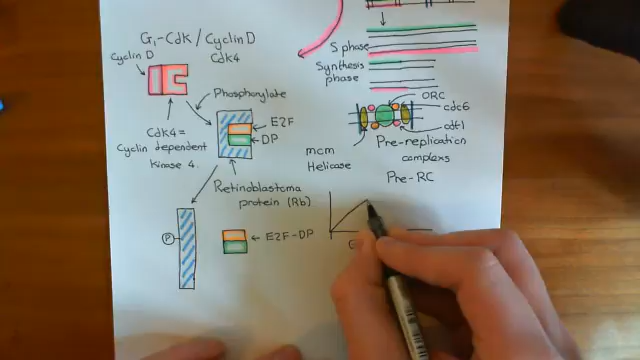 G1-Cdk / Cyclin D
Cyclin D
Cdk4
Phosphorylate
E2F
DP
Cdk4=
Cyclin dependent
kinase 4.
Retinoblastoma
protein (Rb)
P
E2F-DP
S phase
Synthesis
phase
ORC
cdc6
cdt1
mcm
Helicase
Pre-replication
complexes
Pre-RC
G